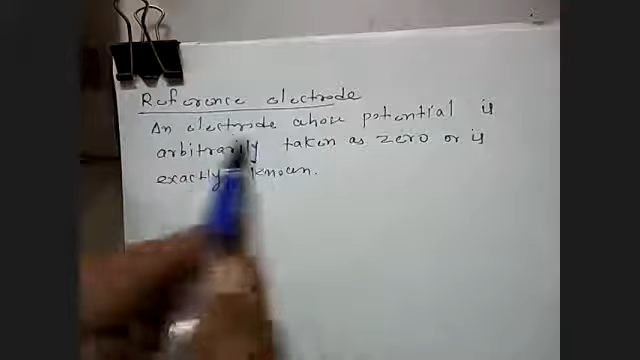 Reference electrode
An electrode whose potential is
arbitrarily taken as zero or is
exactly known.